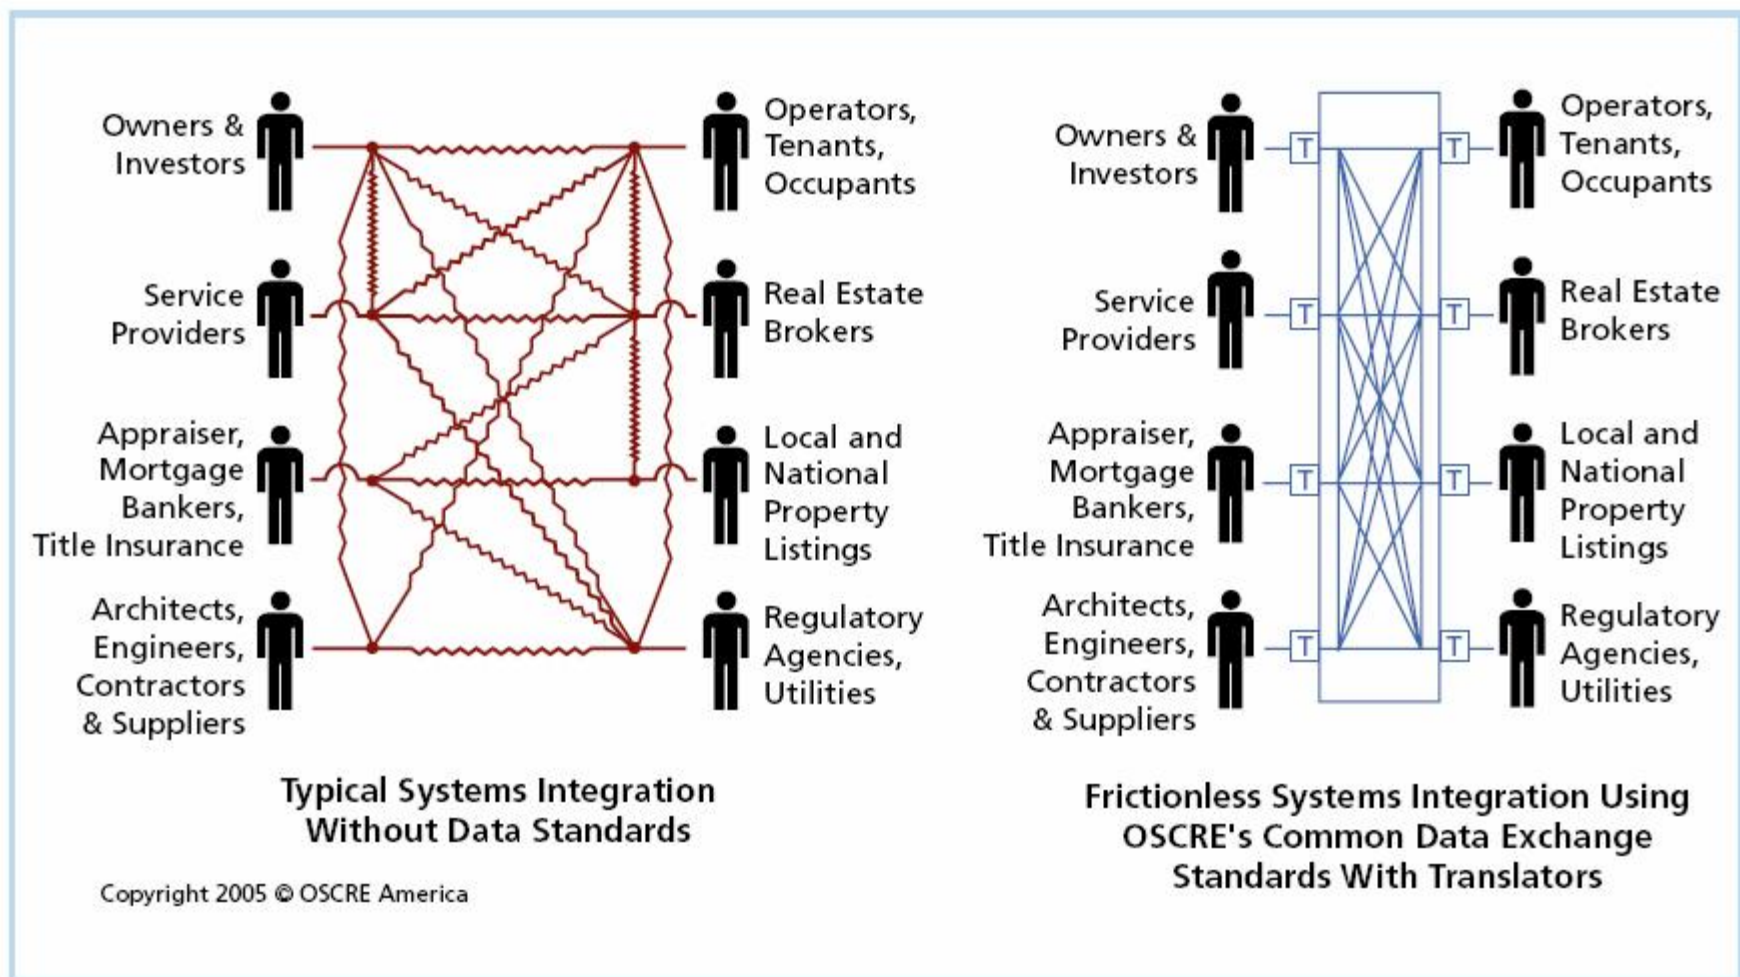 Owners &
Investors
Operators,
Tenants,
Occupants
Service
Providers
Real Estate
Brokers
Appraiser,
Mortgage
Bankers,
Title Insurance
Local and
National
Property
Listings
Architects,
Engineers,
Contractors
& Suppliers
Regulatory
Agencies,
Utilities
Typical Systems Integration
Without Data Standards
Copyright 2005 © OSCRE America
Owners &
Investors
T
T
Operators,
Tenants,
Occupants
Service
Providers
T
T
Real Estate
Brokers
Appraiser,
Mortgage
Bankers,
Title Insurance
T
T
Local and
National
Property
Listings
Architects,
Engineers,
Contractors
& Suppliers
T
T
Regulatory
Agencies,
Utilities
Frictionless Systems Integration Using
OSCRE's Common Data Exchange
Standards With Translators